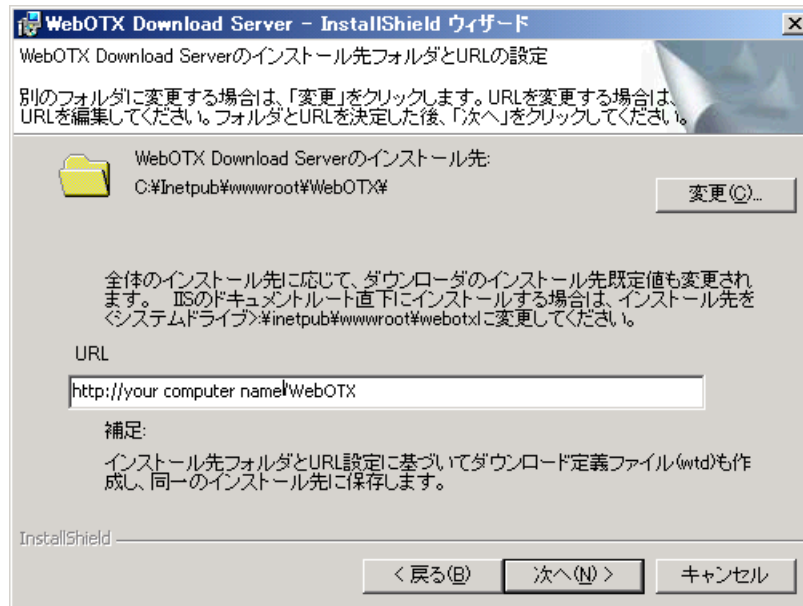 WebOTX Download Server - InstallShield ウィザード
WebOTX Download Serverのインストール先フォルダとURLの設定
別のフォルダに変更する場合は、「変更」をクリックします。URLを変更する場合は、
URLを編集してください。フォルダとURLを決定した後、「次へ」をクリックしてください。
WebOTX Download Serverのインストール先:
C:¥Inetpub¥wwwroot¥WebOTX¥
変更(C)...
全体のインストール先に応じて、ダウンローダのインストール先既定値も変更され
ます。 IISのドキュメントルート直下にインストールする場合は、インストール先を
<システムドライブ>:¥inetpub¥wwwroot¥webotxに変更してください。
URL
http://your computer name/WebOTX
補足:
インストール先フォルダとURL設定に基づいてダウンロード定義ファイル(wtd)も作
成し、同一のインストール先に保存します。
InstallShield
< 戻る(B)
次へ(N) >
キャンセル